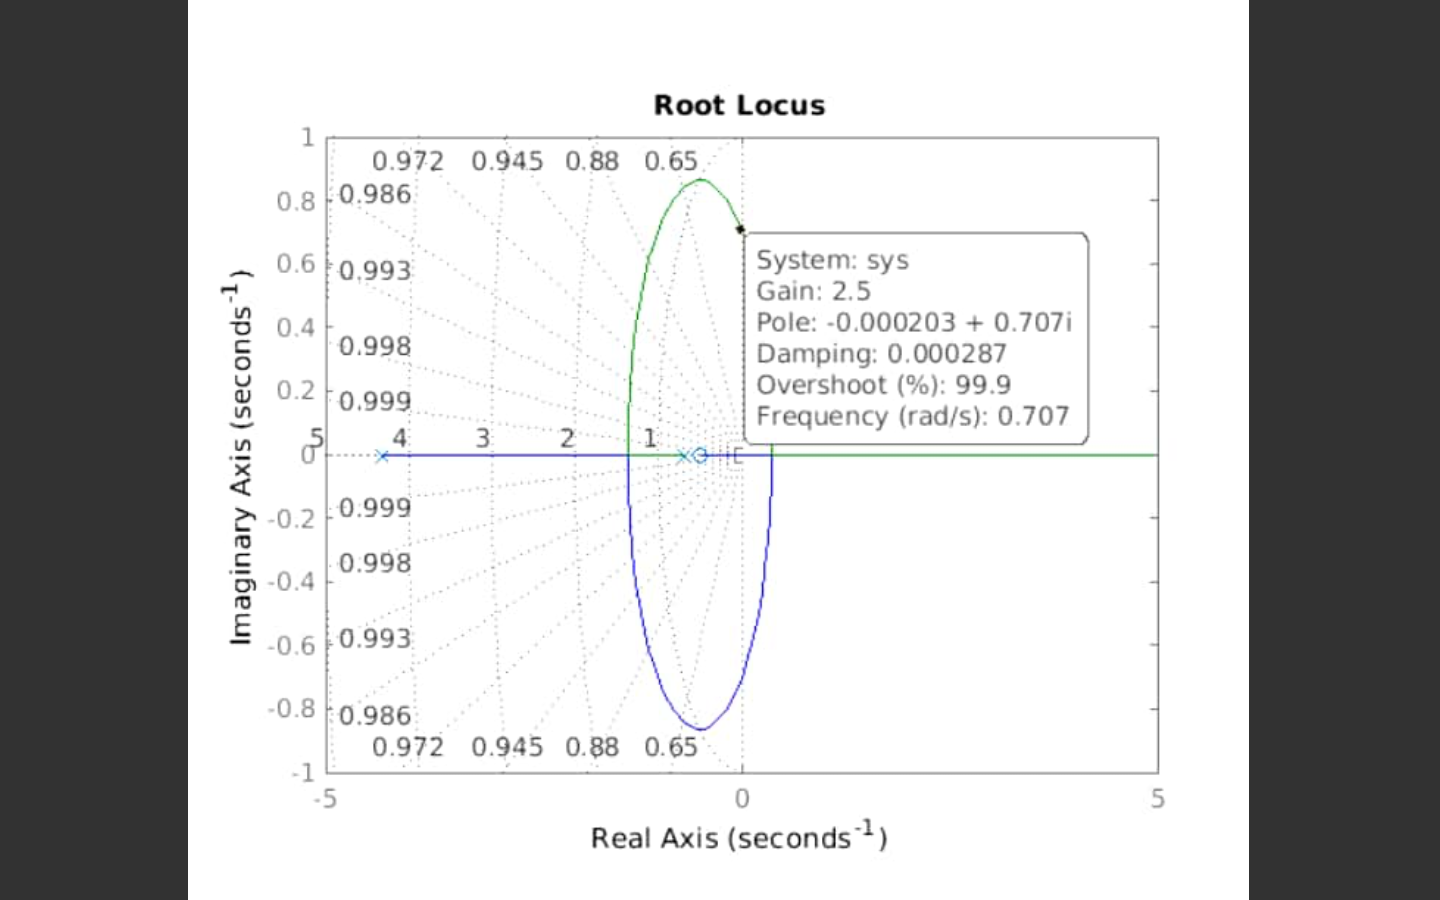 Root Locus
1
0.972 0.945 0.88 0.65
0.986
0.8
0.6
0.993
0.4
0.998
0.2
0.999
5 4 3 2 1
0
0.999
-0.2
0.998
-0.4
0.993
-0.6
0.986
-0.8
0.972 0.945 0.88 0.65
-1
-5 0 5
Real Axis (seconds-1)
Imaginary Axis (seconds-1)
System: sys
Gain: 2.5
Pole: -0.000203 + 0.707i
Damping: 0.000287
Overshoot (%): 99.9
Frequency (rad/s): 0.707